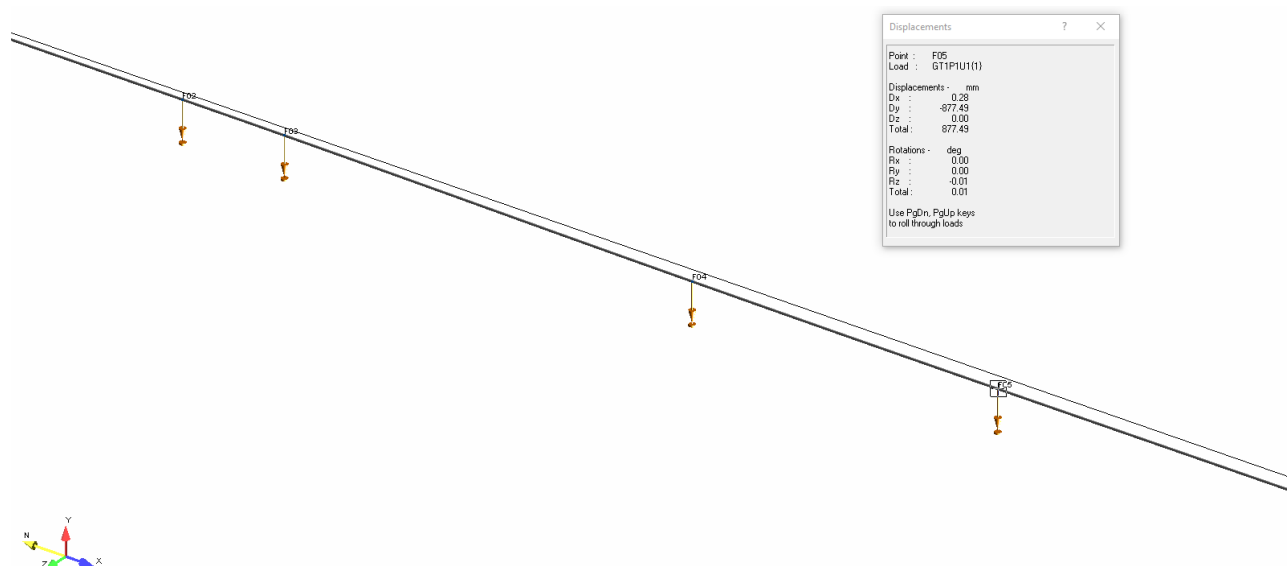 Displacements ? ×
Point : F05
Load : GT1P1U1{1}
Displacements - mm
Dx : 0.28
Dy : -877.49
Dz : 0.00
Total : 877.49
Rotations - deg
Rx : 0.00
Ry : 0.00
Rz : -0.01
Total : 0.01
Use PgDn, PgUp keys
to roll through loads
F02
F03
F04
F05
Y
N
Z
X